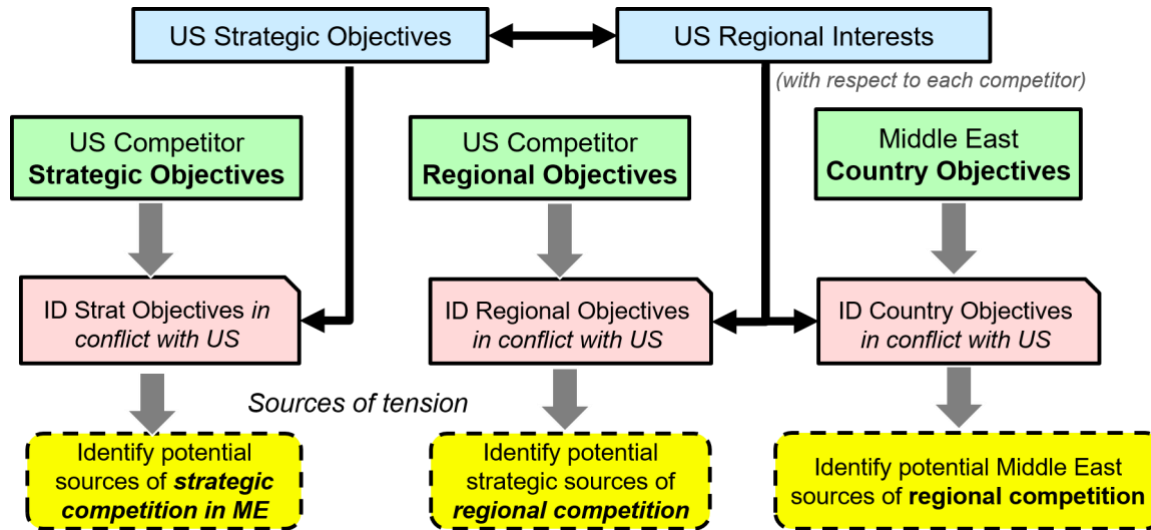 US Strategic Objectives
US Regional Interests
(with respect to each competitor)
US Competitor
Strategic Objectives
US Competitor
Regional Objectives
Middle East
Country Objectives
ID Strat Objectives in
conflict with US
ID Regional Objectives
in conflict with US
ID Country Objectives
in conflict with US
Sources of tension
Identify potential
sources of strategic
competition in ME
Identify potential
strategic sources of
regional competition
Identify potential Middle East
sources of regional competition